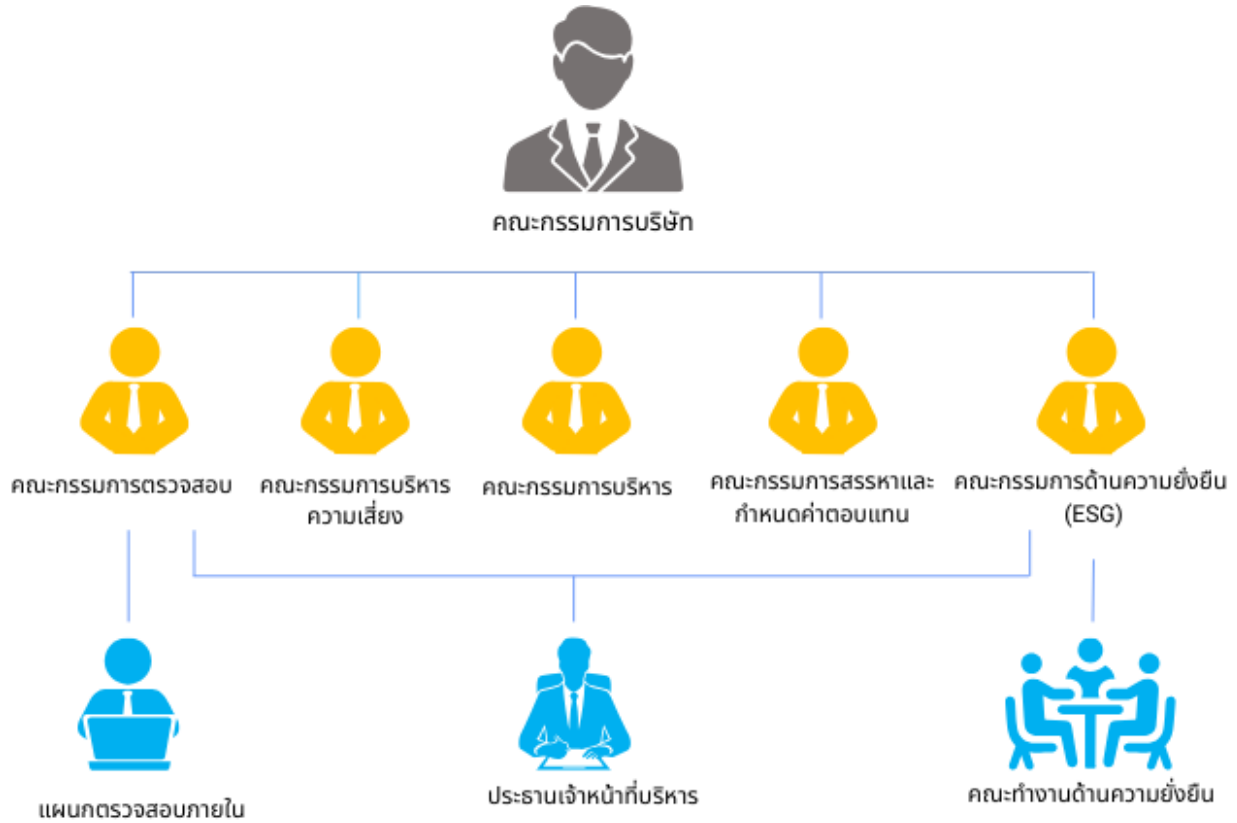 คณะกรรมการบริษัท
คณะกรรมการตรวจสอบ
คณะกรรมการบริหาร
ความเสี่ยง
คณะกรรมการบริหาร
คณะกรรมการสรรหาและ
กำหนดค่าตอบแทน
คณะกรรมการด้านความยั่งยืน
(ESG)
แผนกตรวจสอบภายใน
ประธานเจ้าหน้าที่บริหาร
คณะทำงานด้านความยั่งยืน